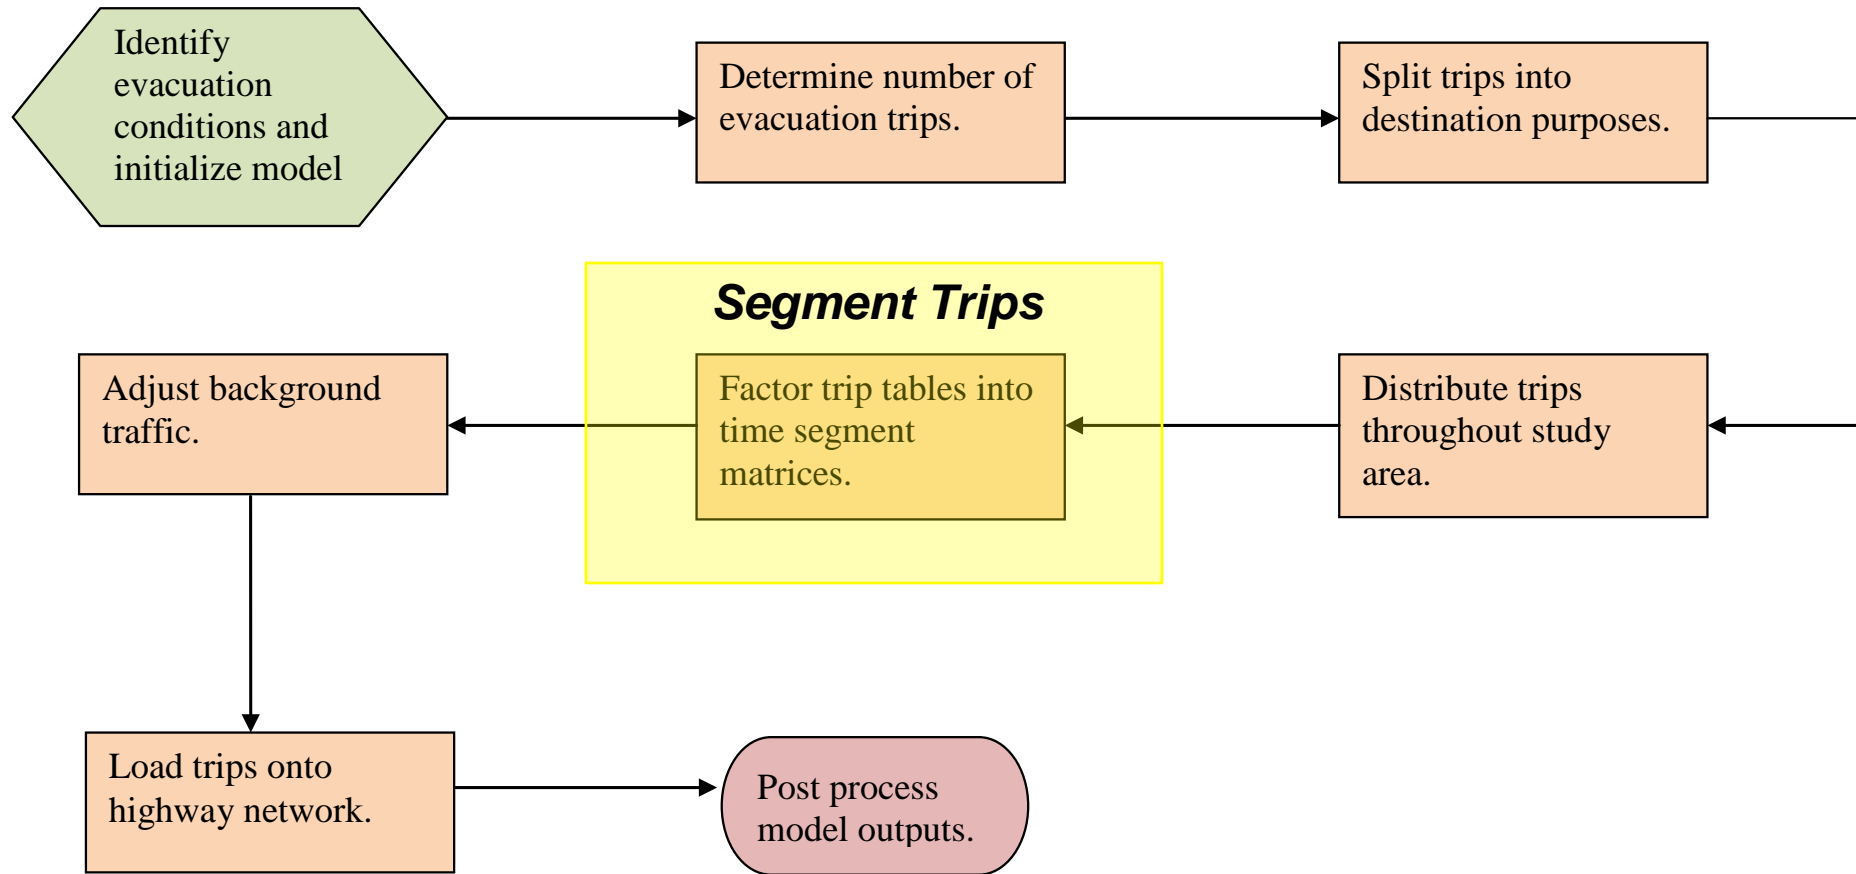 Identify
evacuation
conditions and
initialize model
Determine number of
evacuation trips.
Split trips into
destination purposes.
Segment Trips
Adjust background
traffic.
Factor trip tables into
time segment
matrices.
Distribute trips
throughout study
area.
Load trips onto
highway network.
Post process
model outputs.